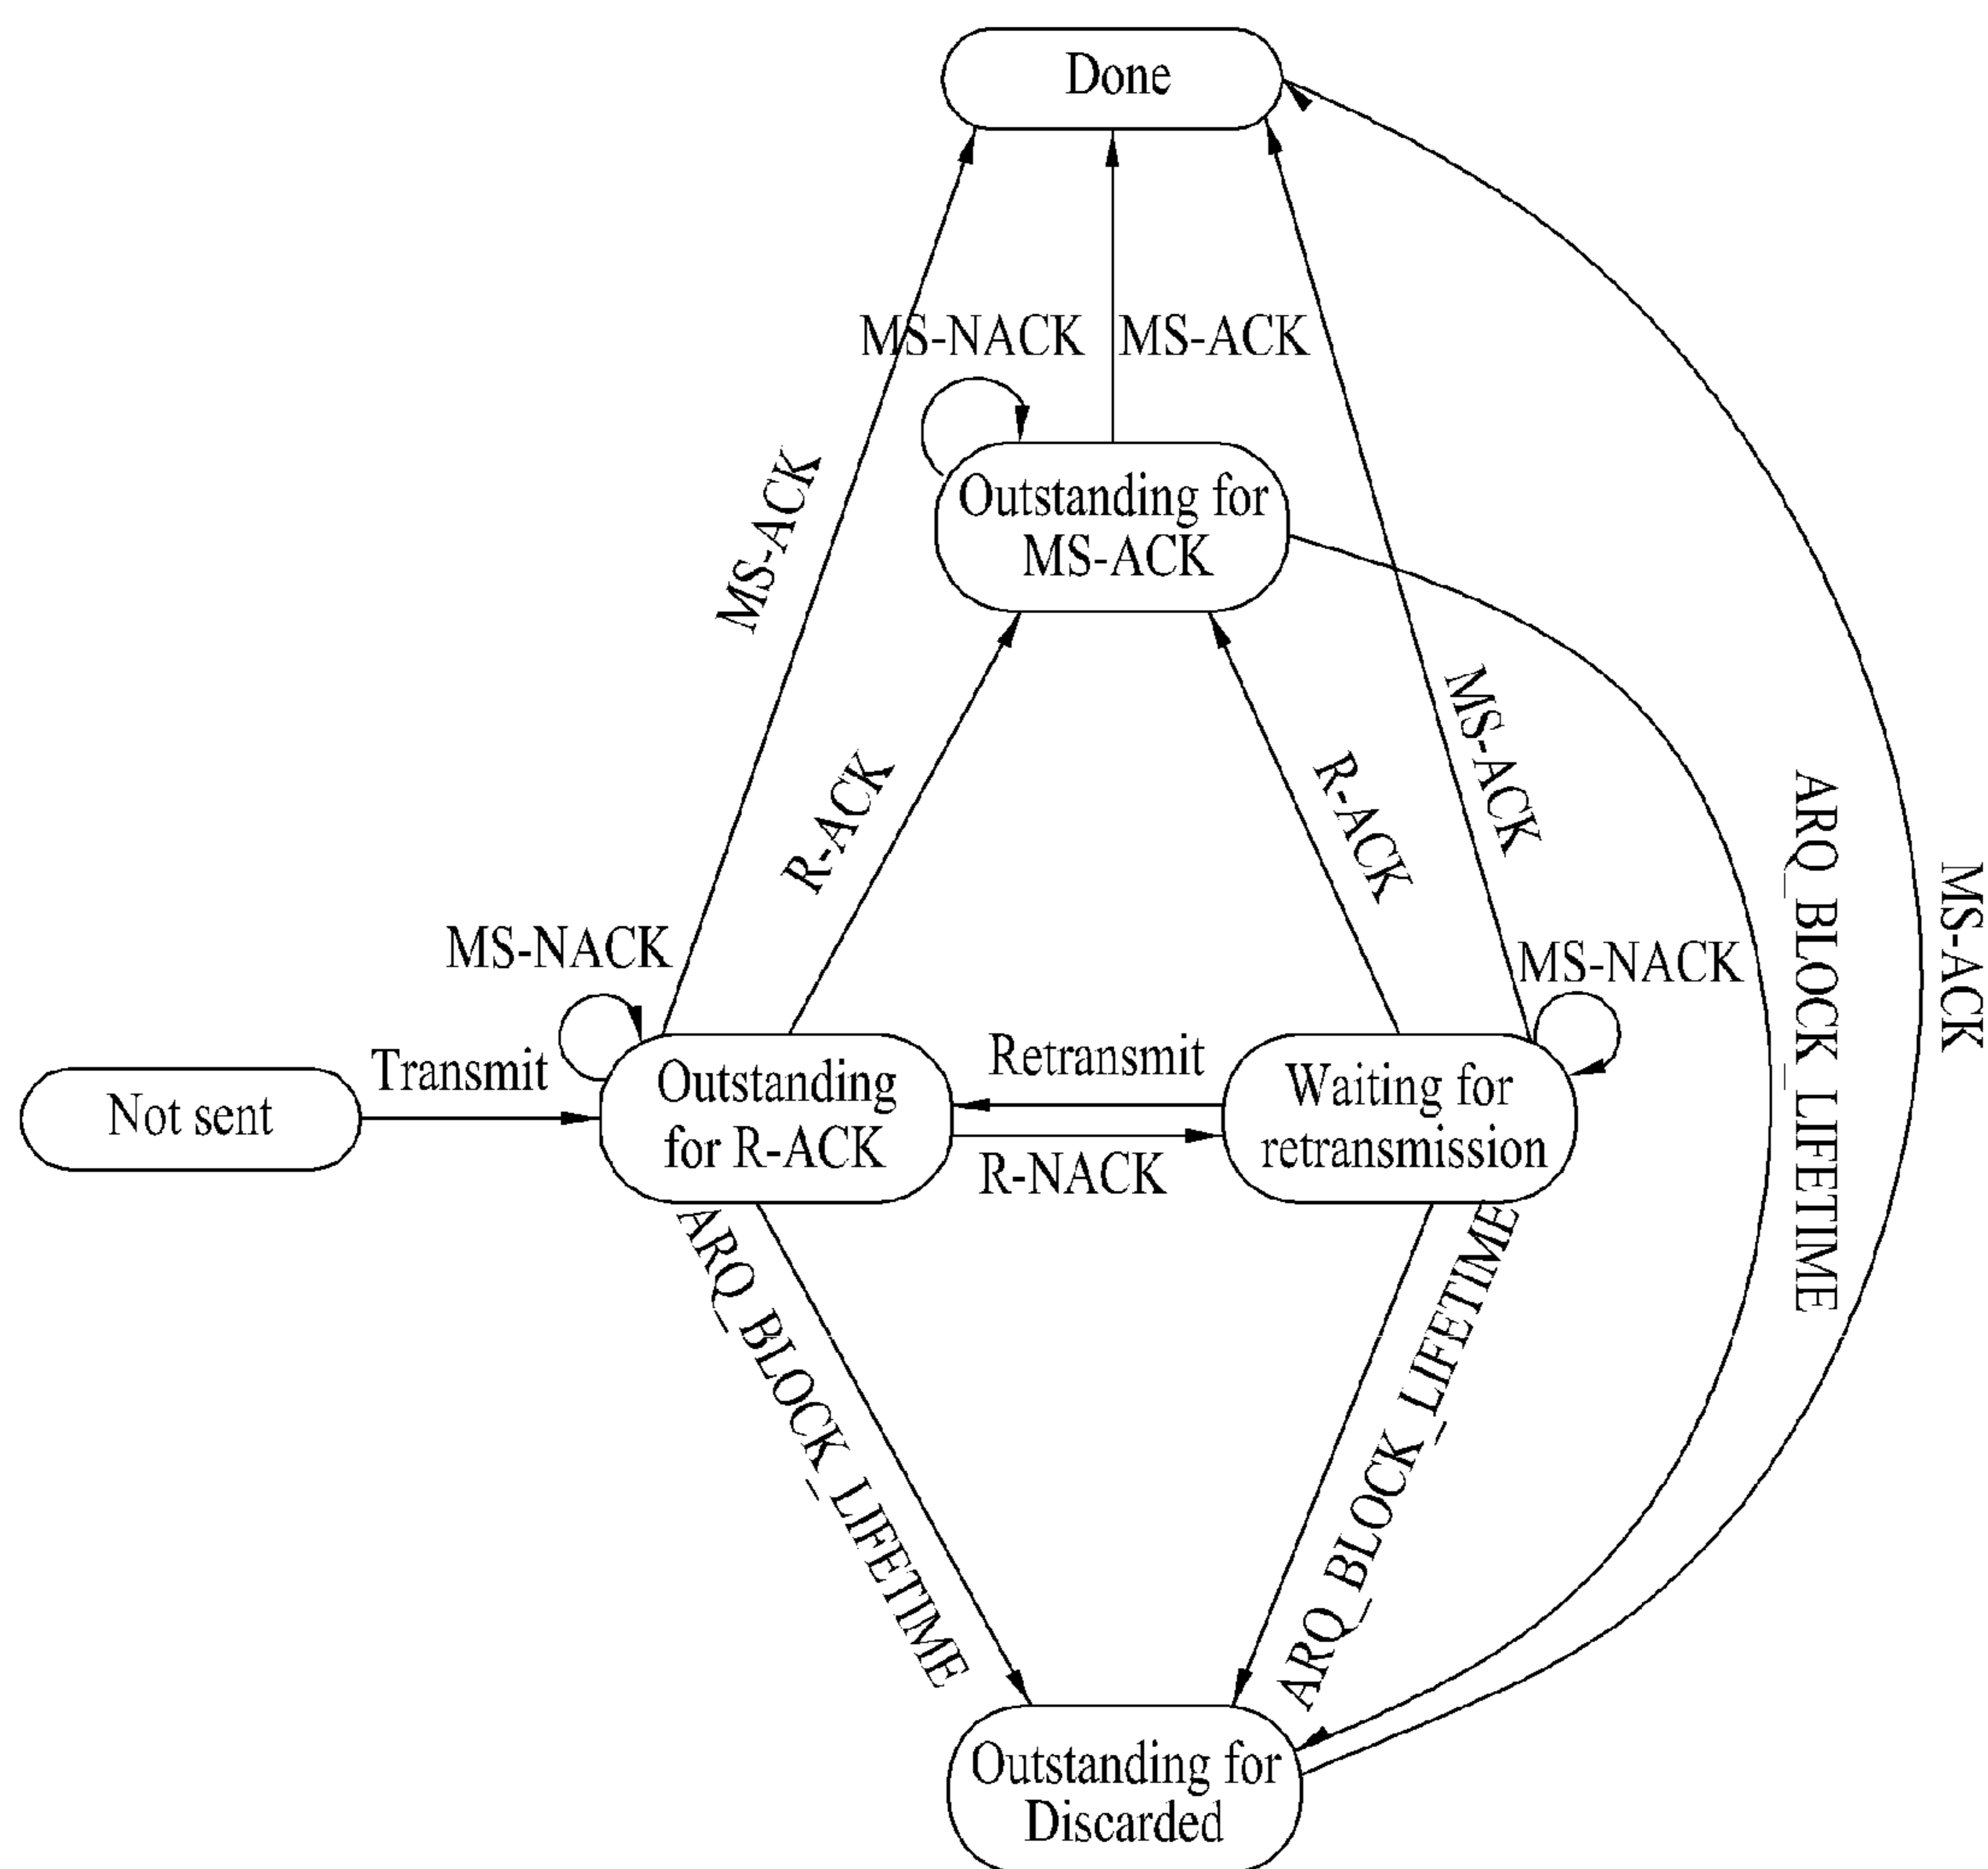 Done
MS-NACK
MS-ACK
Outstanding for
MS-ACK
MS-ACK
MS-ACK
R-ACK
R-ACK
ARQ_BLOCK_LIFETIME
MS-ACK
MS-NACK
MS-NACK
Not sent
Transmit
Outstanding
for R-ACK
Retransmit
R-NACK
Waiting for
retransmission
ARQ_BLOCK_LIFETIME
ARQ_BLOCK_LIFETIME
Outstanding for
Discarded